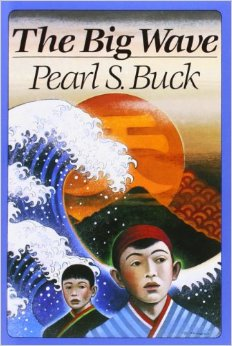 The Big Wave
Pearl S. Buck